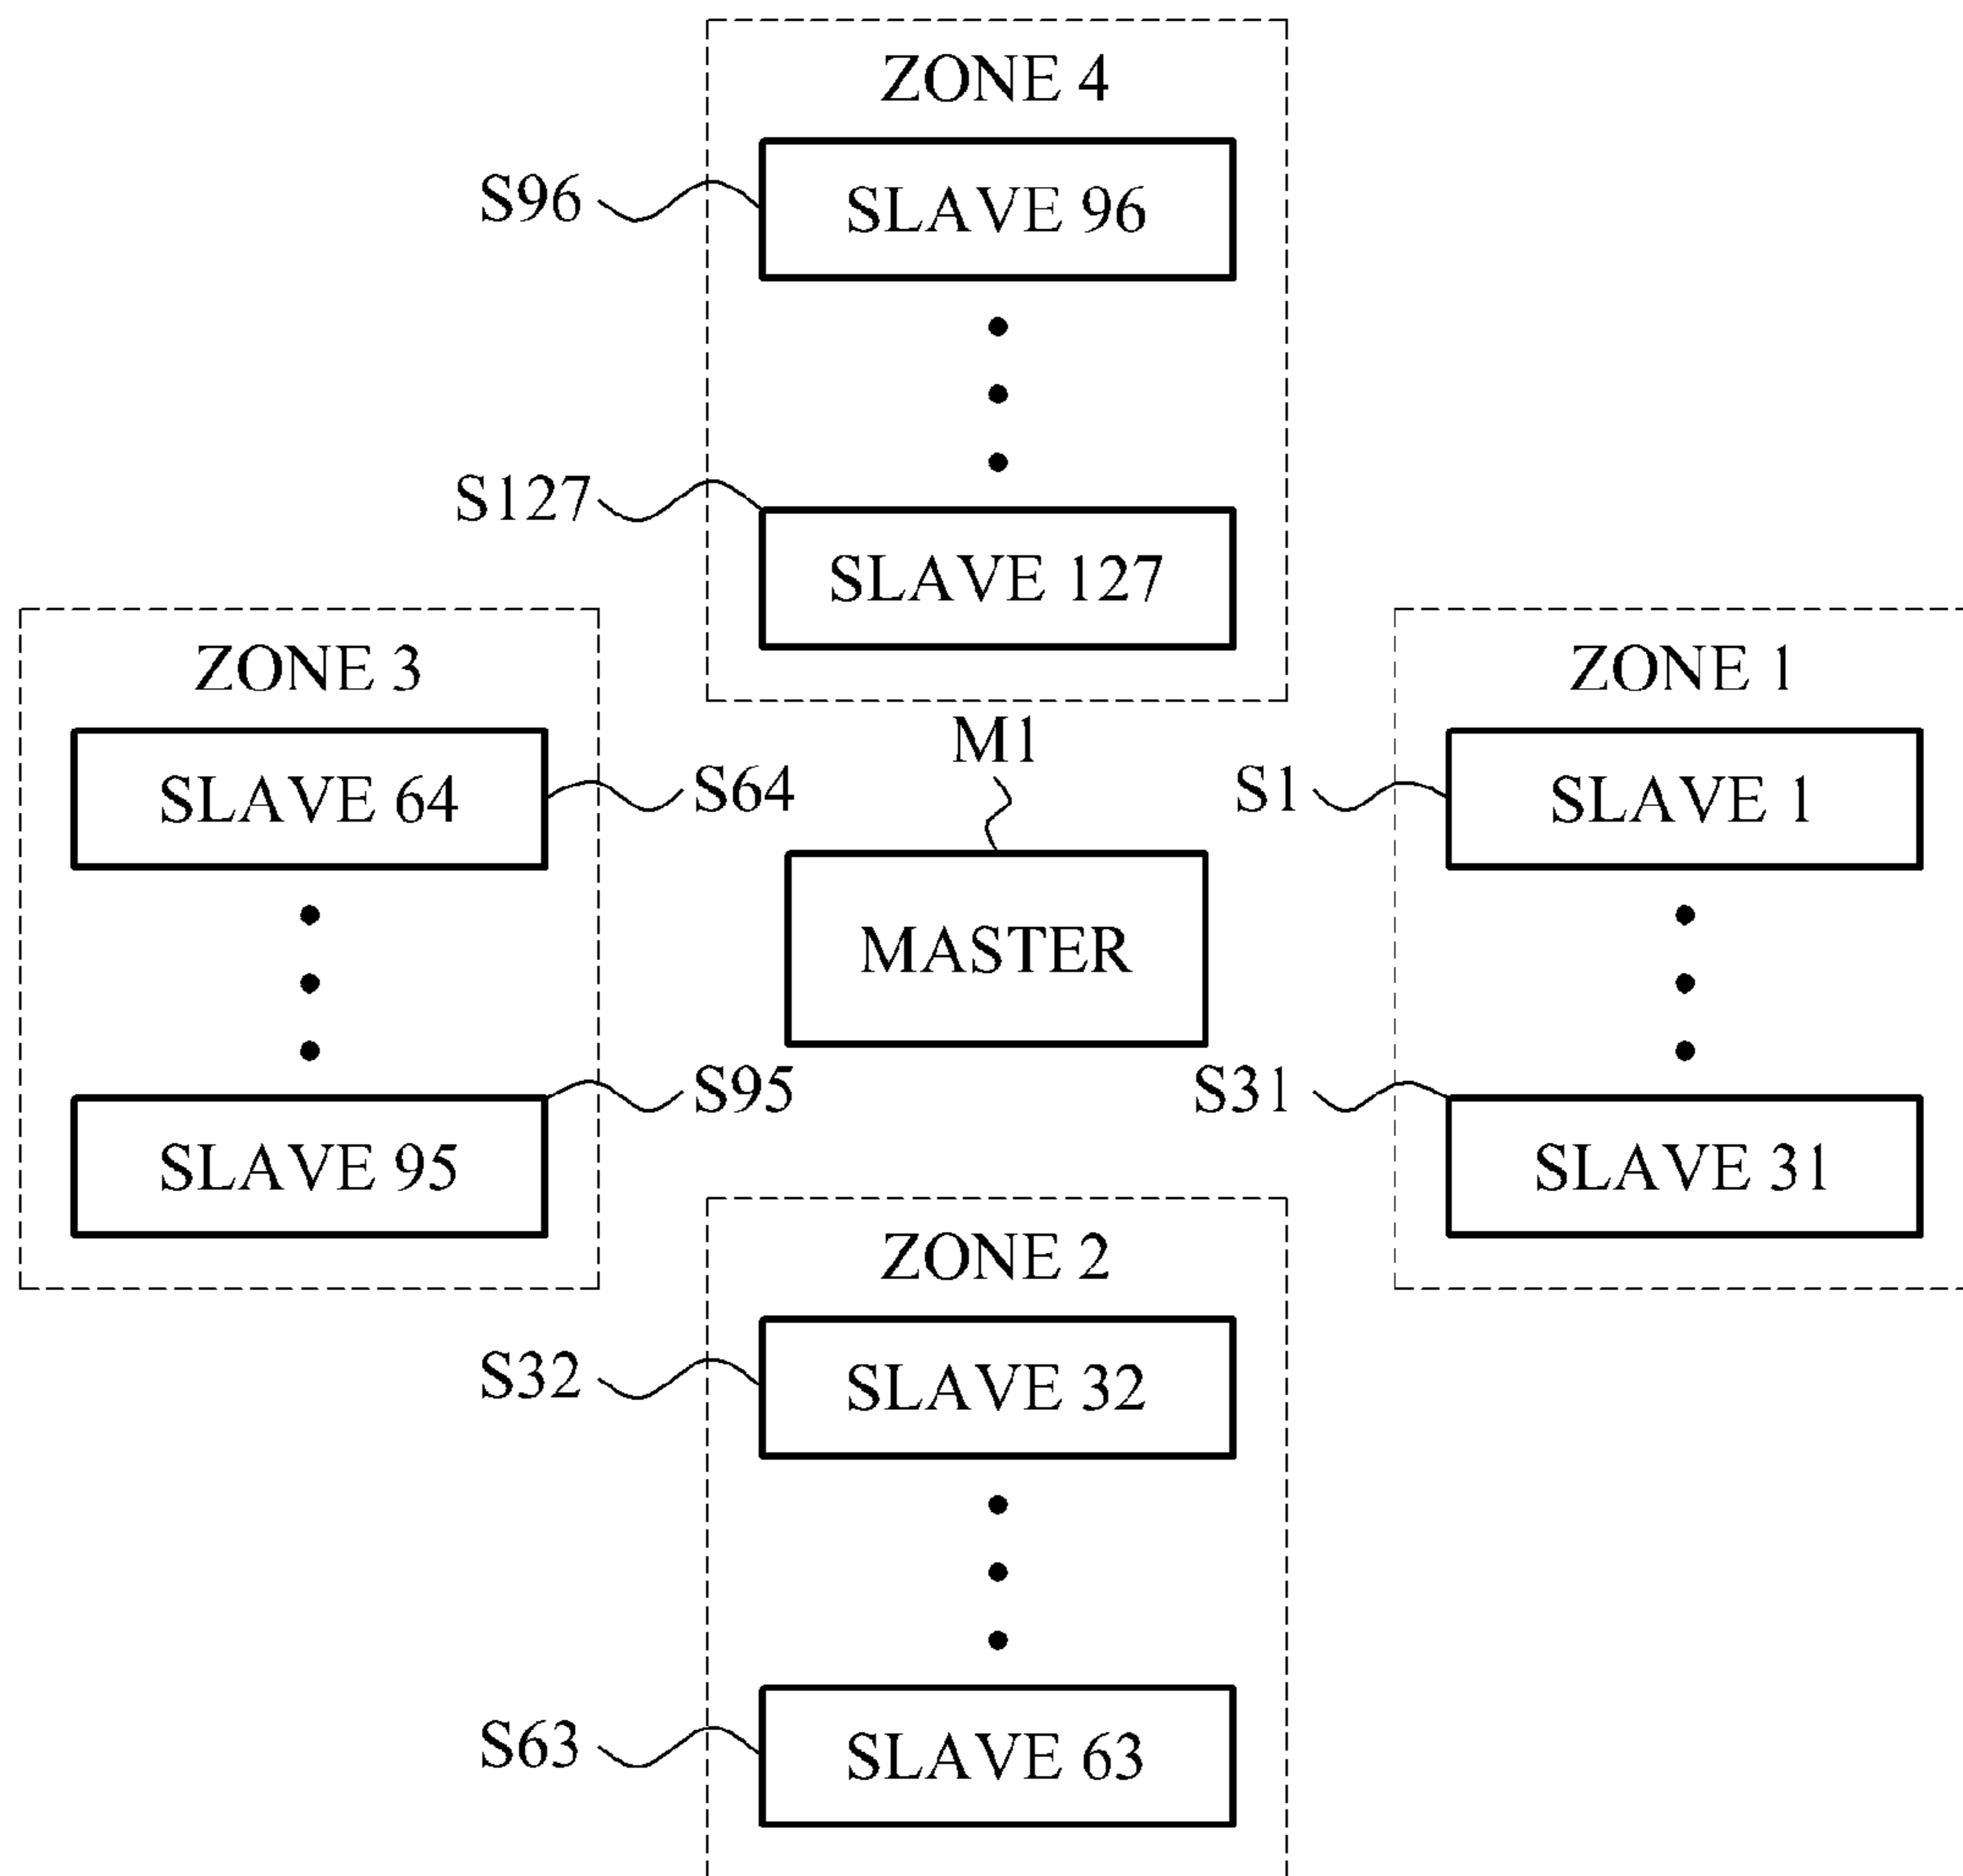 ZONE 4
S96
SLAVE 96
S127
SLAVE 127
ZONE 3
SLAVE 64
S64
SLAVE 95
S95
M1
MASTER
ZONE 1
S1
SLAVE 1
S31
SLAVE 31
ZONE 2
S32
SLAVE 32
S63
SLAVE 63